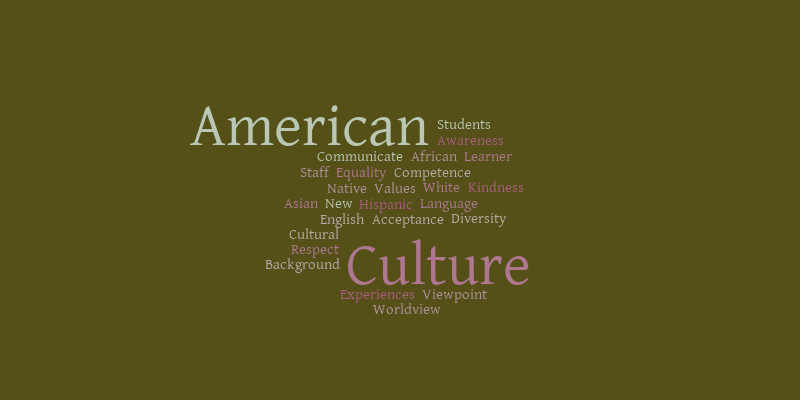 American Students
Awareness
Communicate African Learner
Staff Equality Competence
Native Values White Kindness
Asian New Hispanic Language
English Acceptance Diversity
Cultural
Respect
Background Culture
Experiences Viewpoint
Worldview